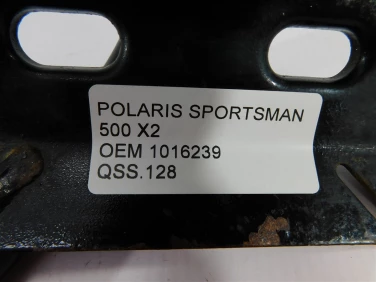 POLARIS SPORTSMAN
500 X2
OEM 1016239
QSS.128